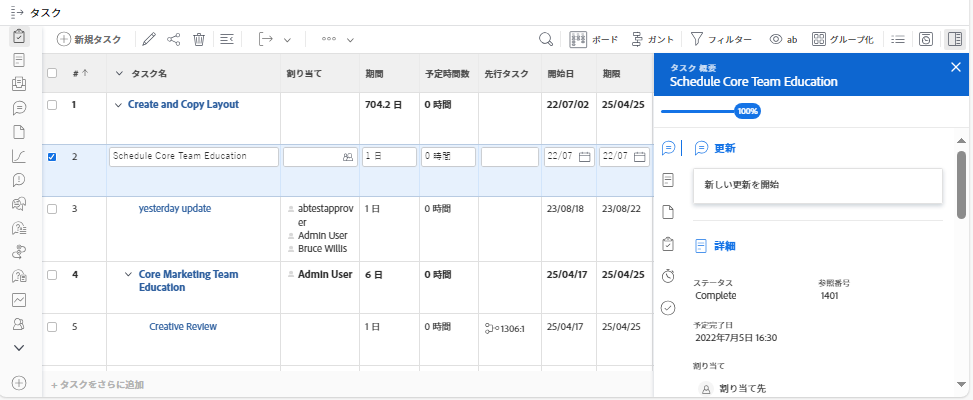 タスク
新規タスク
ボード
ガント
フィルター
ab
グループ化
#
タスク名
割り当て
期間
予定時間数
先行タスク
開始日
期限
1
Create and Copy Layout
704.2 日
0 時間
22/07/02
25/04/25
2
Schedule Core Team Education
1 日
0 時間
22/07
22/07
3
yesterday update
abtestapprov
er
Admin User
Bruce Willis
1 日
0 時間
23/08/18
23/08/22
4
Core Marketing Team
Education
Admin User
6 日
0 時間
25/04/17
25/04/25
5
Creative Review
1 日
0 時間
1306:1
25/04/17
25/04/25
+ タスクをさらに追加
タスク 概要
Schedule Core Team Education
100%
更新
新しい更新を開始
詳細
ステータス
Complete
参照番号
1401
予定完了日
2022年7月5日 16:30
割り当て
割り当て先